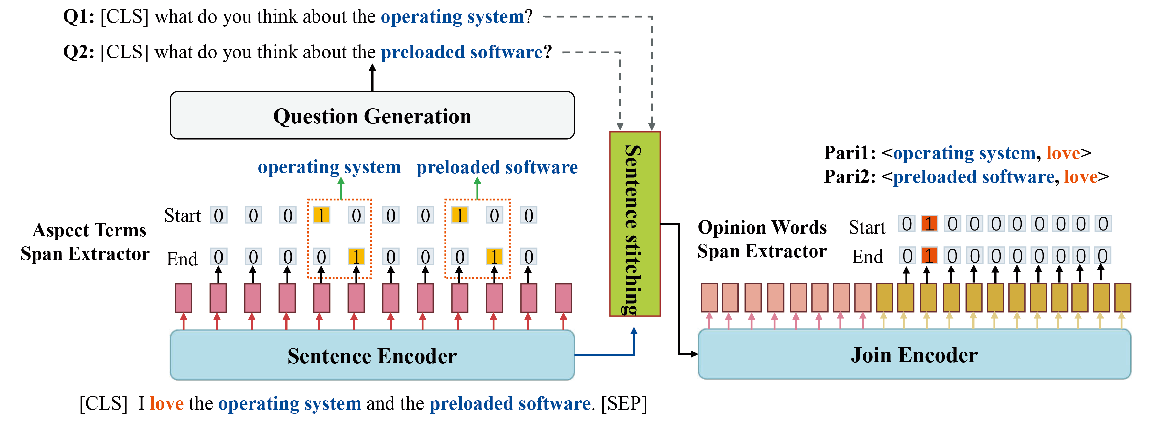 Q1: [CLS] what do you think about the operating system?
Q2: [CLS] what do you think about the preloaded software?
Question Generation
operating system preloaded software
Aspect Terms
Span Extractor
Start 0 0 0 1 0 0 0 1 0 0
End 0 0 0 0 1 0 0 0 1 0
Sentence Encoder
[CLS] I love the operating system and the preloaded software. [SEP]
Sentence stitching
Pari1: <operating system, love>
Pari2: <preloaded software, love>
Opinion Words
Span Extractor
Start 0 1 0 0 0 0 0 0 0 0
End 0 1 0 0 0 0 0 0 0 0
Join Encoder